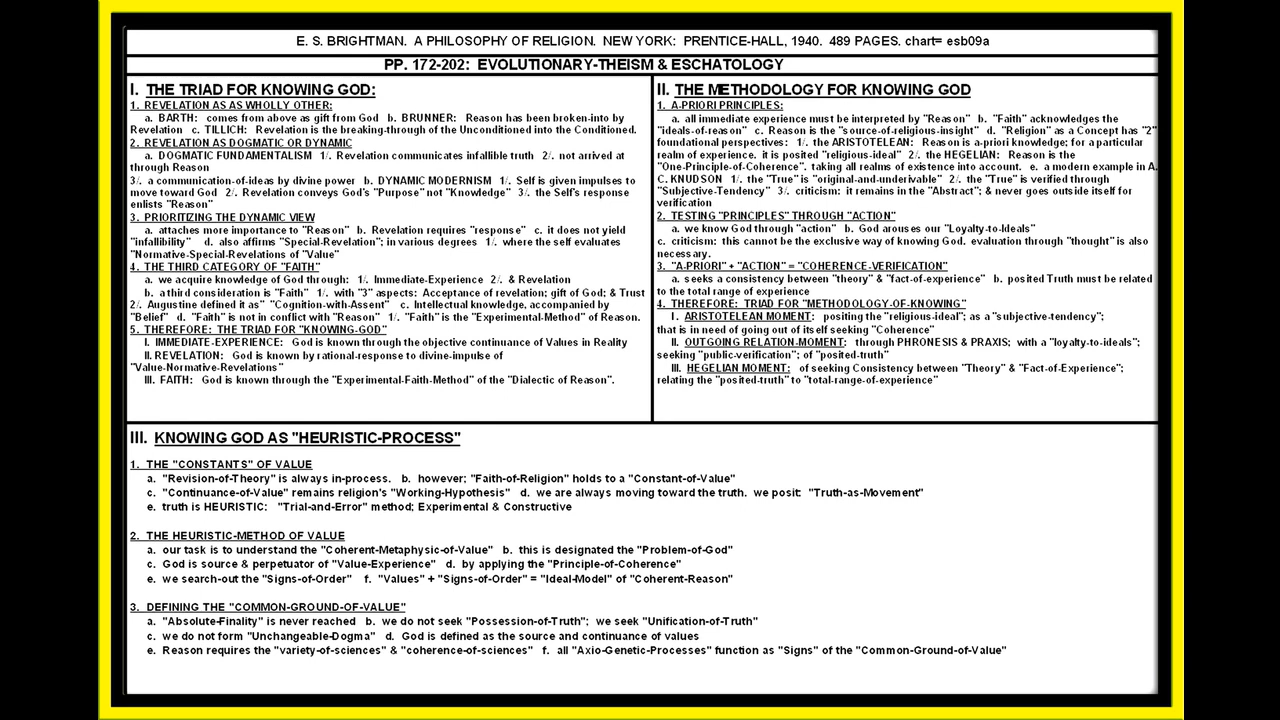 E. S. BRIGHTMAN. A PHILOSOPHY OF RELIGION. NEW YORK: PRENTICE-HALL, 1940. 489 PAGES. chart= esb09a
PP. 172-202: EVOLUTIONARY-THEISM & ESCHATOLOGY
I. THE TRIAD FOR KNOWING GOD:
1. REVELATION AS AS WHOLLY OTHER:
a. BARTH: comes from above as gift from God b. BRUNNER: Reason has been broken-into by
Revelation c. TILLICH: Revelation is the breaking-through of the Unconditioned into the Conditioned.
2. REVELATION AS DOGMATIC OR DYNAMIC
a. DOGMATIC FUNDAMENTALISM 1/. Revelation communicates infallible truth 2/. not arrived at
through Reason
3/. a communication-of-ideas by divine power b. DYNAMIC MODERNISM 1/. Self is given impulses to
move toward God 2/. Revelation conveys God's "Purpose" not "Knowledge" 3/. the Self's response
enlists "Reason"
3. PRIORITIZING THE DYNAMIC VIEW
a. attaches more importance to "Reason" b. Revelation requires "response" c. it does not yield
"infallibility" d. also affirms "Special-Revelation"; in various degrees 1/. where the self evaluates
"Normative-Special-Revelations of "Value"
4. THE THIRD CATEGORY OF "FAITH"
a. we acquire knowledge of God through: 1/. Immediate-Experience 2/. & Revelation
b. a third consideration is "Faith" 1/. with "3" aspects: Acceptance of revelation; gift of God; & Trust
2/. Augustine defined it as" "Cognition-with-Assent" c. Intellectual knowledge, accompanied by
"Belief" d. "Faith" is not in conflict with "Reason" 1/. "Faith" is the "Experimental-Method" of Reason.
5. THEREFORE: THE TRIAD FOR "KNOWING-GOD"
I. IMMEDIATE-EXPERIENCE: God is known through the objective continuance of Values in Reality
II. REVELATION: God is known by rational-response to divine-impulse of
"Value-Normative-Revelations"
III. FAITH: God is known through the "Experimental-Faith-Method" of the "Dialectic of Reason".
II. THE METHODOLOGY FOR KNOWING GOD
1. A-PRIORI PRINCIPLES:
a. all immediate experience must be interpreted by "Reason" b. "Faith" acknowledges the
"ideals-of-reason" c. Reason is the "source-of-religious-insight" d. "Religion" as a Concept has "2"
foundational perspectives: 1/. the ARISTOTELEAN: Reason is a-priori knowledge; for a particular
realm of experience. it is posited "religious-ideal" 2/. the HEGELIAN: Reason is the
"One-Principle-of-Coherence". taking all realms of existence into account. e. a modern example in A.
C. KNUDSON 1/. the "True" is "original-and-underivable" 2/. the "True" is verified through
"Subjective-Tendency" 3/. criticism: it remains in the "Abstract"; & never goes outside itself for
verification
2. TESTING "PRINCIPLES" THROUGH "ACTION"
a. we know God through "action" b. God arouses our "Loyalty-to-Ideals"
c. criticism: this cannot be the exclusive way of knowing God. evaluation through "thought" is also
necessary.
3. "A-PRIORI" + "ACTION" = "COHERENCE-VERIFICATION"
a. seeks a consistency between "theory" & "fact-of-experience" b. posited Truth must be related
to the total range of experience
4. THEREFORE: TRIAD FOR "METHODOLOGY-OF-KNOWING"
I. ARISTOTELEAN MOMENT: positing the "religious-ideal"; as a "subjective-tendency";
that is in need of going out of itself seeking "Coherence"
II. OUTGOING RELATION-MOMENT: through PHRONESIS & PRAXIS; with a "loyalty-to-ideals";
seeking "public-verification"; of "posited-truth"
III. HEGELIAN MOMENT: of seeking Consistency between "Theory" & "Fact-of-Experience";
relating the "posited-truth" to "total-range-of-experience"
III. KNOWING GOD AS "HEURISTIC-PROCESS"
1. THE "CONSTANTS" OF VALUE
a. "Revision-of-Theory" is always in-process. b. however; "Faith-of-Religion" holds to a "Constant-of-Value"
c. "Continuance-of-Value" remains religion's "Working-Hypothesis" d. we are always moving toward the truth. we posit: "Truth-as-Movement"
e. truth is HEURISTIC: "Trial-and-Error" method; Experimental & Constructive
2. THE HEURISTIC-METHOD OF VALUE
a. our task is to understand the "Coherent-Metaphysic-of-Value" b. this is designated the "Problem-of-God"
c. God is source & perpetuator of "Value-Experience" d. by applying the "Principle-of-Coherence"
e. we search-out the "Signs-of-Order" f. "Values" + "Signs-of-Order" = "Ideal-Model" of "Coherent-Reason"
3. DEFINING THE "COMMON-GROUND-OF-VALUE"
a. "Absolute-Finality" is never reached b. we do not seek "Possession-of-Truth"; we seek "Unification-of-Truth"
c. we do not form "Unchangeable-Dogma" d. God is defined as the source and continuance of values
e. Reason requires the "variety-of-sciences" & "coherence-of-sciences" f. all "Axio-Genetic-Processes" function as "Signs" of the "Common-Ground-of-Value"